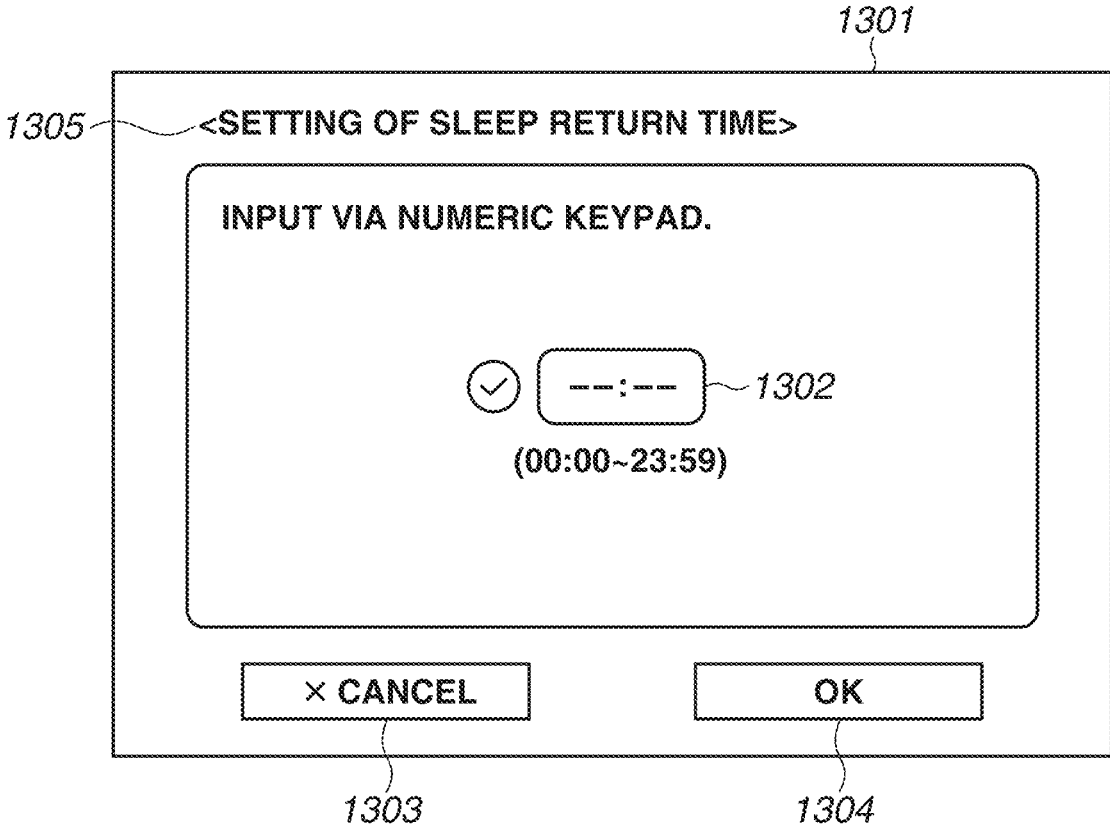 1301
1305
<SETTING OF SLEEP RETURN TIME>
INPUT VIA NUMERIC KEYPAD.
--:--
1302
(00:00~23:59)
× CANCEL
OK
1303
1304